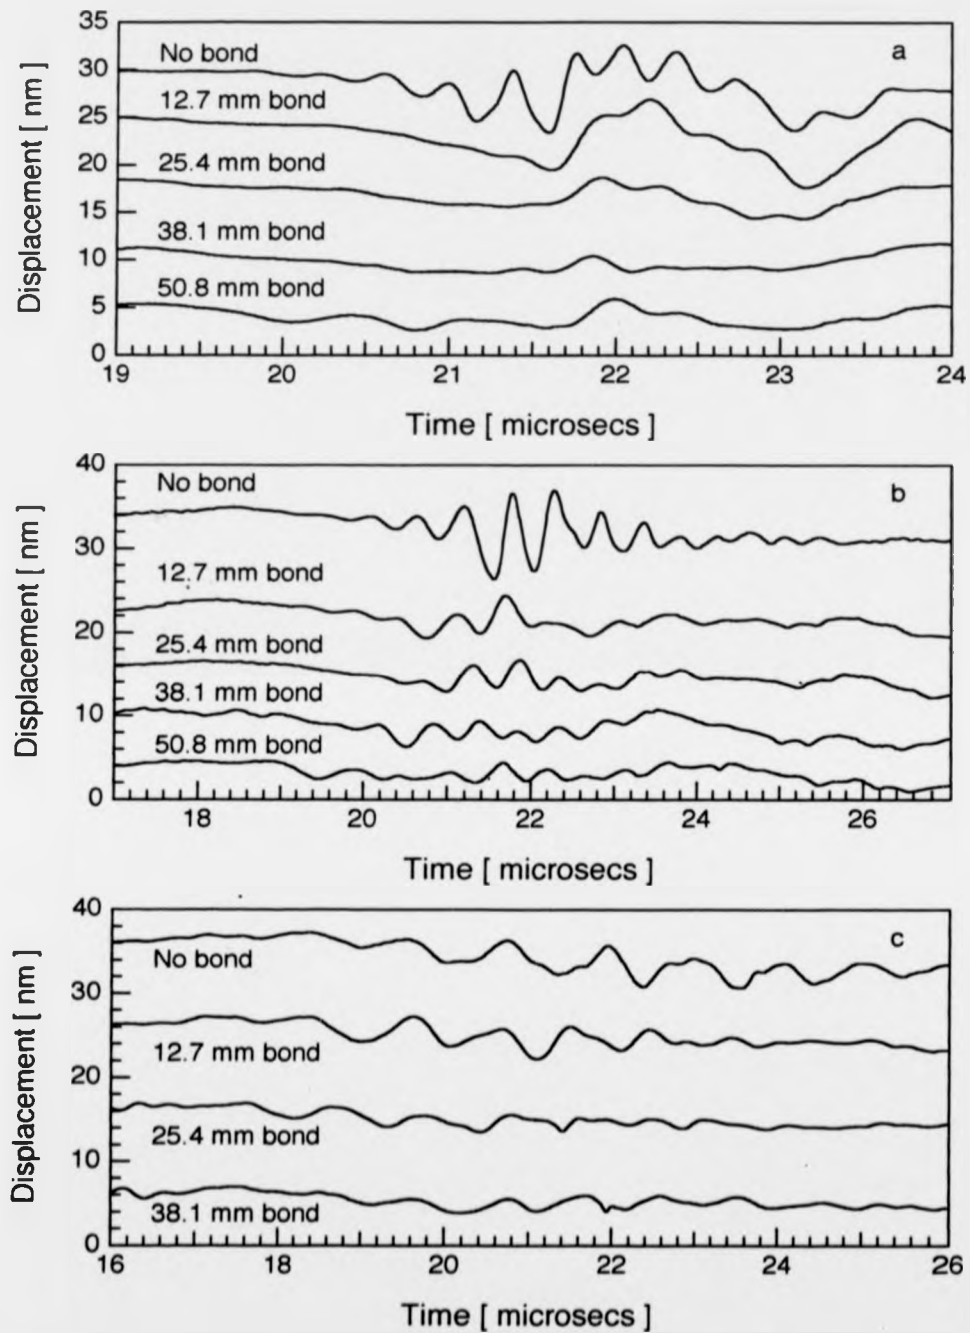 35
30
25
20
15
10
5
0
Displacement [ nm ]
No bond
a
12.7 mm bond
25.4 mm bond
38.1 mm bond
50.8 mm bond
19 20 21 22 23 24
Time [ microsecs ]
40
30
20
10
0
Displacement [ nm ]
No bond
b
12.7 mm bond
25.4 mm bond
38.1 mm bond
50.8 mm bond
18 20 22 24 26
Time [ microsecs ]
40
30
20
10
0
Displacement [ nm ]
No bond
c
12.7 mm bond
25.4 mm bond
38.1 mm bond
16 18 20 22 24 26
Time [ microsecs ]